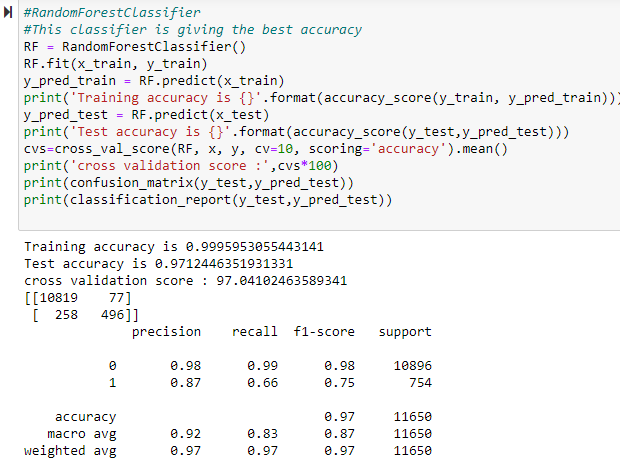 #RandomForestClassifier
#This classifier is giving the best accuracy
RF = RandomForestClassifier()
RF.fit(x_train, y_train)
y_pred_train = RF.predict(x_train)
print('Training accuracy is {}'.format(accuracy_score(y_train, y_pred_train)))
y_pred_test = RF.predict(x_test)
print('Test accuracy is {}'.format(accuracy_score(y_test,y_pred_test)))
cvs=cross_val_score(RF, x, y, cv=10, scoring='accuracy').mean()
print('cross validation score :',cvs*100)
print(confusion_matrix(y_test,y_pred_test))
print(classification_report(y_test,y_pred_test))
Training accuracy is 0.9995953055443141
Test accuracy is 0.9712446351931331
cross validation score : 97.04102463589341
[[10819    77]
 [  258   496]]
              precision    recall  f1-score   support
           0       0.98      0.99      0.98     10896
           1       0.87      0.66      0.75       754
    accuracy                           0.97     11650
   macro avg       0.92      0.83      0.87     11650
weighted avg       0.97      0.97      0.97     11650